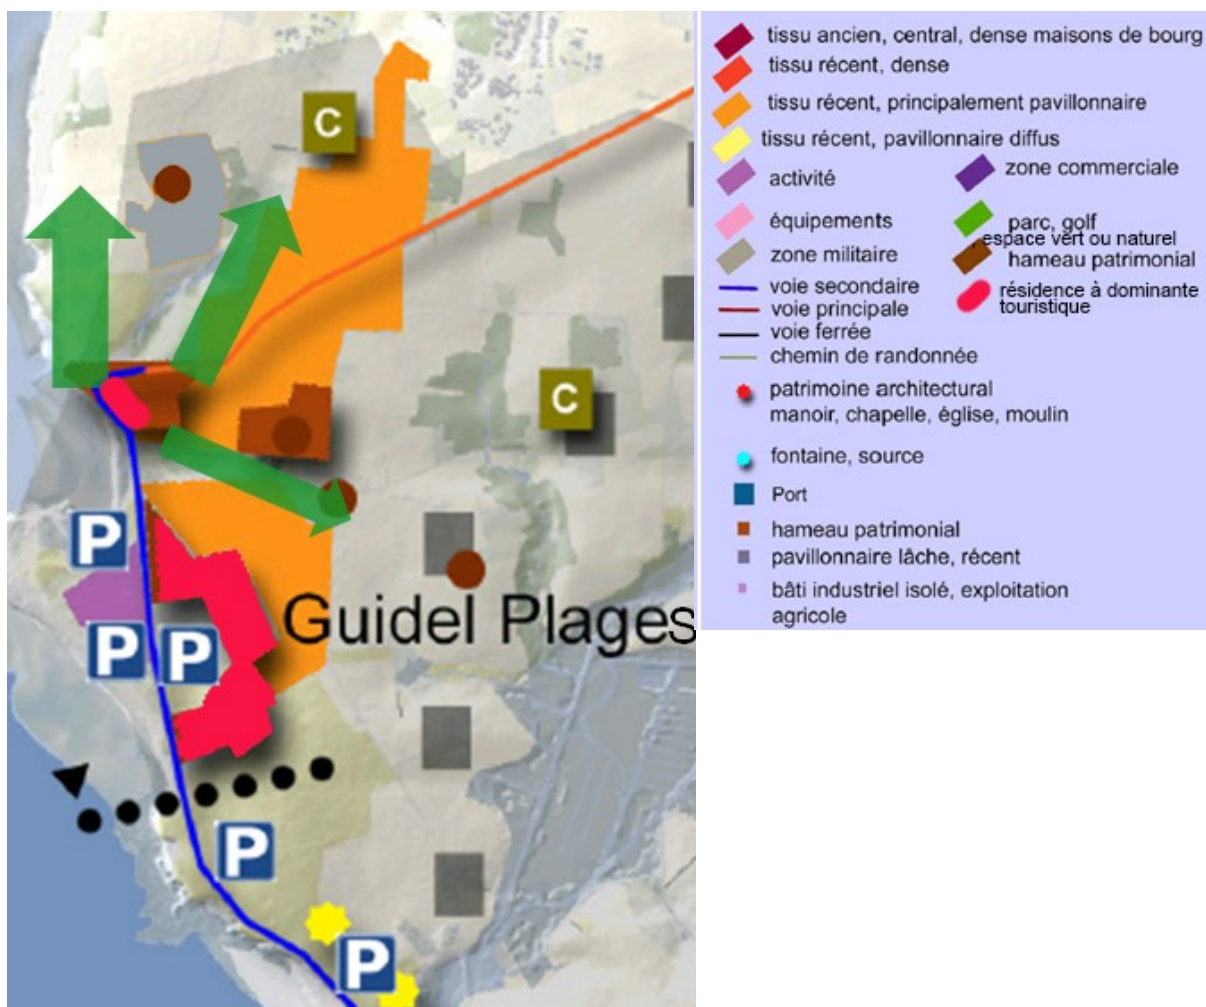 C
C
P
P
P
Guidel Plages
P
P
tissu ancien, central, dense maisons de bourg
tissu récent, dense
tissu récent, principalement pavillonnaire
tissu récent, pavillonnaire diffus
activité
zone commerciale
équipements
parc, golf
, espace vert ou naturel
zone militaire
hameau patrimonial
voie secondaire
résidence à dominante
touristique
voie principale
voie ferrée
chemin de randonnée
patrimoine architectural
manoir, chapelle, église, moulin
fontaine, source
Port
hameau patrimonial
pavillonnaire lâche, récent
bâti industriel isolé, exploitation
agricole